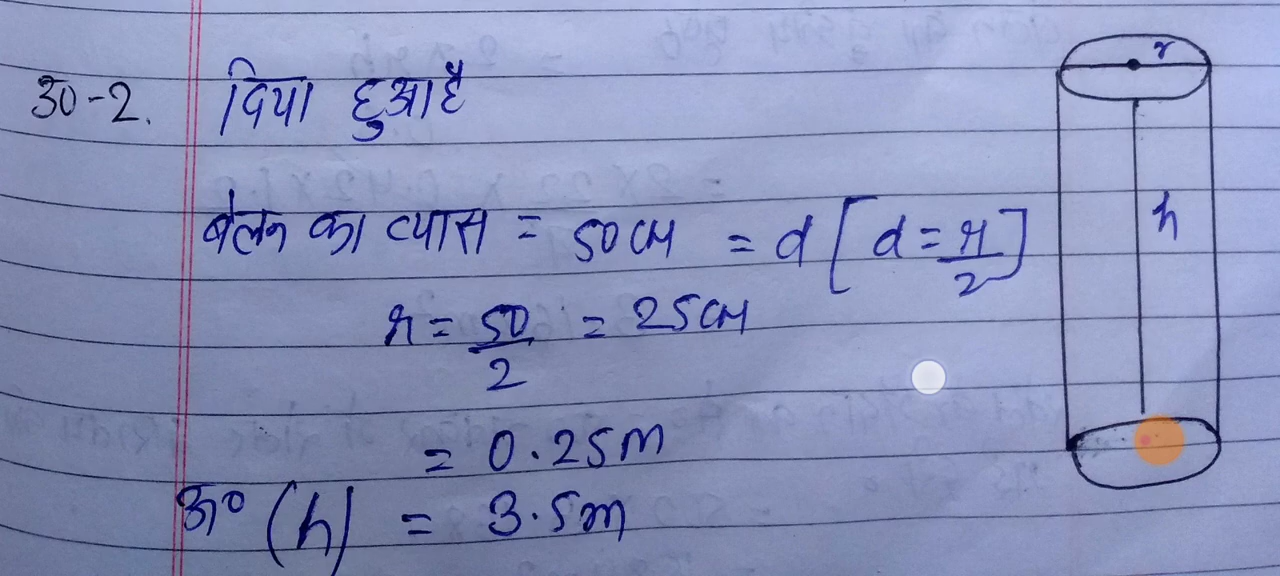 उ०-2. दिया हुआ है
बेलन का व्यास = 50 cm = d [d = r/2]
r = 50/2 = 25 cm
= 0.25 m
ऊ० (h) = 3.5 m
r
h